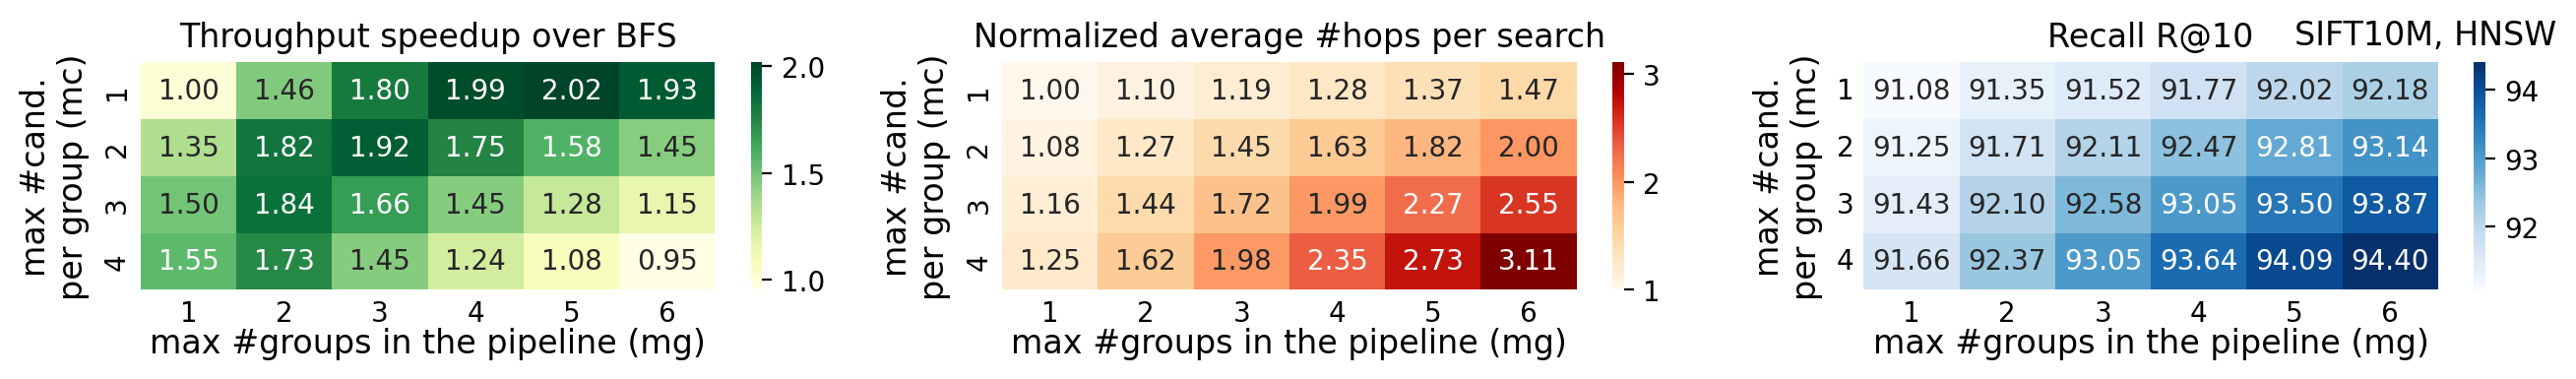 Throughput speedup over BFS
max #cand.
per group (mc)
1 1.00 1.46 1.80 1.99 2.02 1.93
2 1.35 1.82 1.92 1.75 1.58 1.45
3 1.50 1.84 1.66 1.45 1.28 1.15
4 1.55 1.73 1.45 1.24 1.08 0.95
1 2 3 4 5 6
max #groups in the pipeline (mg)
2.0
1.5
1.0
Normalized average #hops per search
max #cand.
per group (mc)
1 1.00 1.10 1.19 1.28 1.37 1.47
2 1.08 1.27 1.45 1.63 1.82 2.00
3 1.16 1.44 1.72 1.99 2.27 2.55
4 1.25 1.62 1.98 2.35 2.73 3.11
1 2 3 4 5 6
max #groups in the pipeline (mg)
3
2
1
Recall R@10
SIFT10M, HNSW
max #cand.
per group (mc)
1 91.08 91.35 91.52 91.77 92.02 92.18
2 91.25 91.71 92.11 92.47 92.81 93.14
3 91.43 92.10 92.58 93.05 93.50 93.87
4 91.66 92.37 93.05 93.64 94.09 94.40
1 2 3 4 5 6
max #groups in the pipeline (mg)
94
93
92